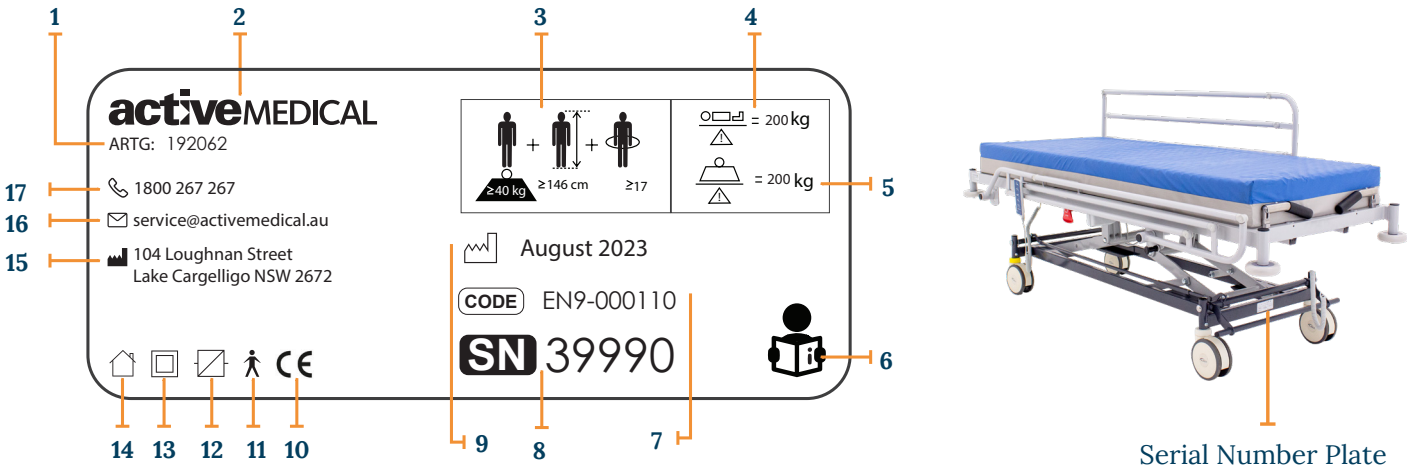 1 2 3 4
activeMEDICAL
ARTG: 192062
1800 267 267
service@activemedical.au
104 Loughnan Street
Lake Cargelligo NSW 2672
≥40 kg ≥146 cm ≥17
= 200 kg
= 200 kg
August 2023
CODE EN9-000110
SN 39990
CE
17
16
15
5
6
14 13 12 11 10 9 8 7
Serial Number Plate